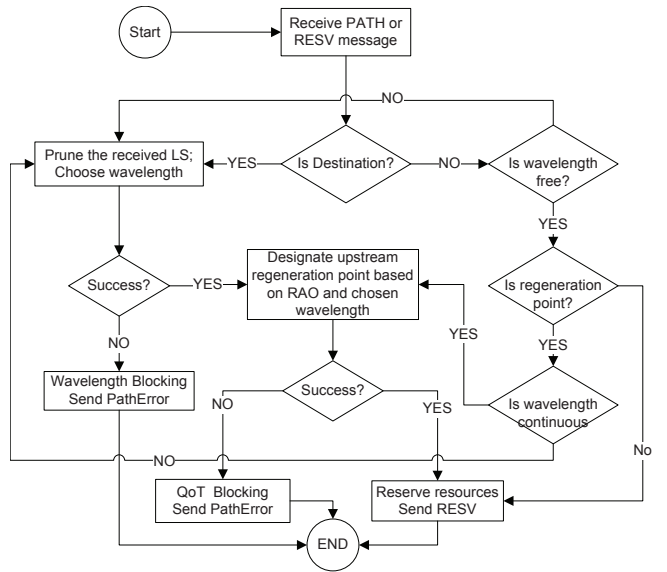 Start
Receive PATH or
RESV message
NO
Prune the received LS;
Choose wavelength
YES
Is Destination?
NO
Is wavelength
free?
YES
Success?
YES
Designate upstream
regeneration point based
on RAO and chosen
wavelength
Is regeneration
point?
YES
YES
NO
Wavelength Blocking
Send PathError
Success?
NO
YES
Is wavelength
continuous
No
NO
QoT Blocking
Send PathError
Reserve resources
Send RESV
END